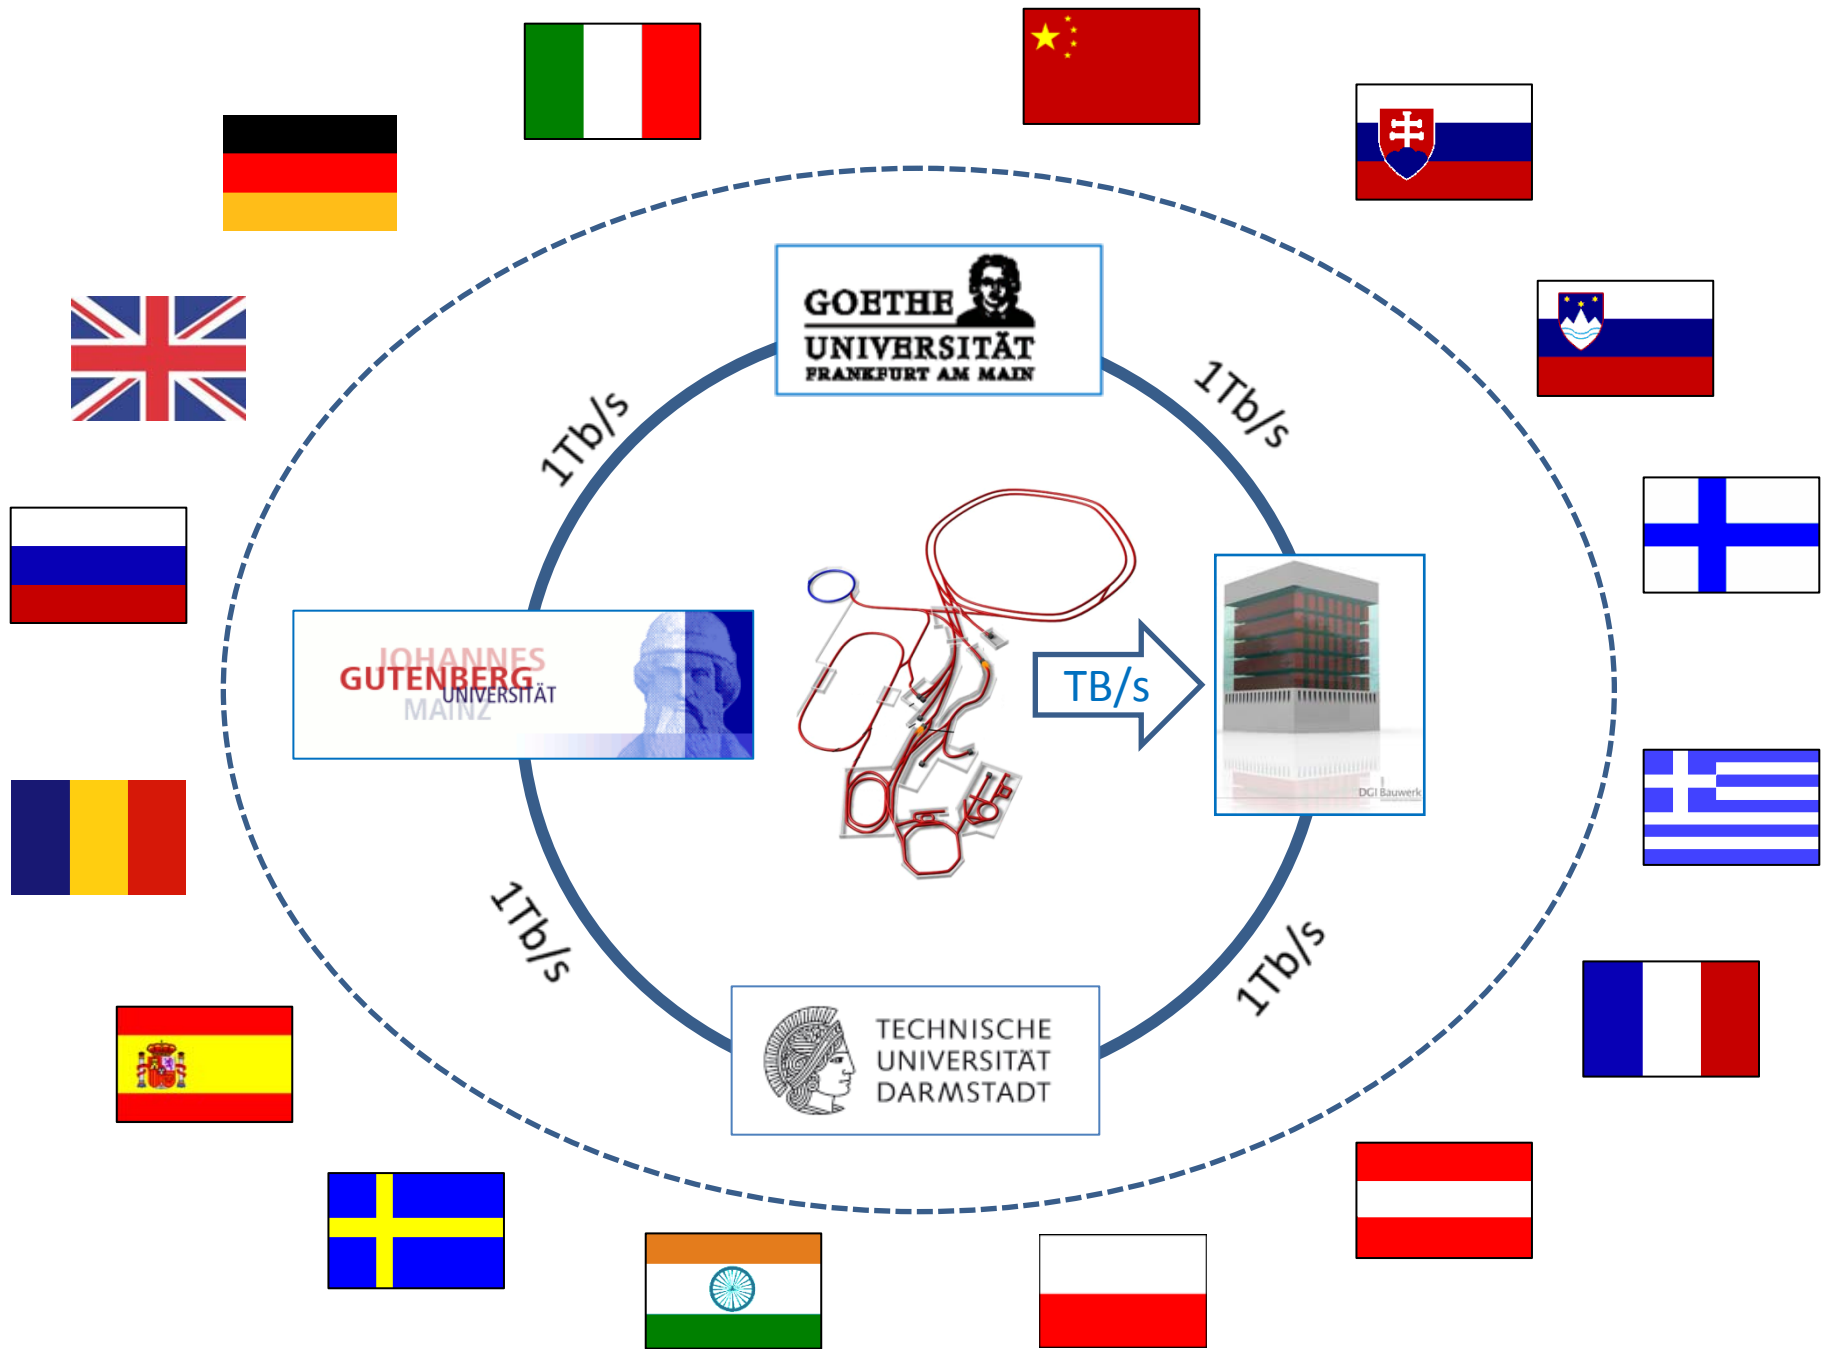 GOETHE
UNIVERSITÄT
FRANKFURT AM MAIN
1Tb/s
1Tb/s
JOHANNES
GUTENBERG
UNIVERSITÄT
MAINZ
TB/s
DGI Bauwerk
1Tb/s
1Tb/s
TECHNISCHE
UNIVERSITÄT
DARMSTADT